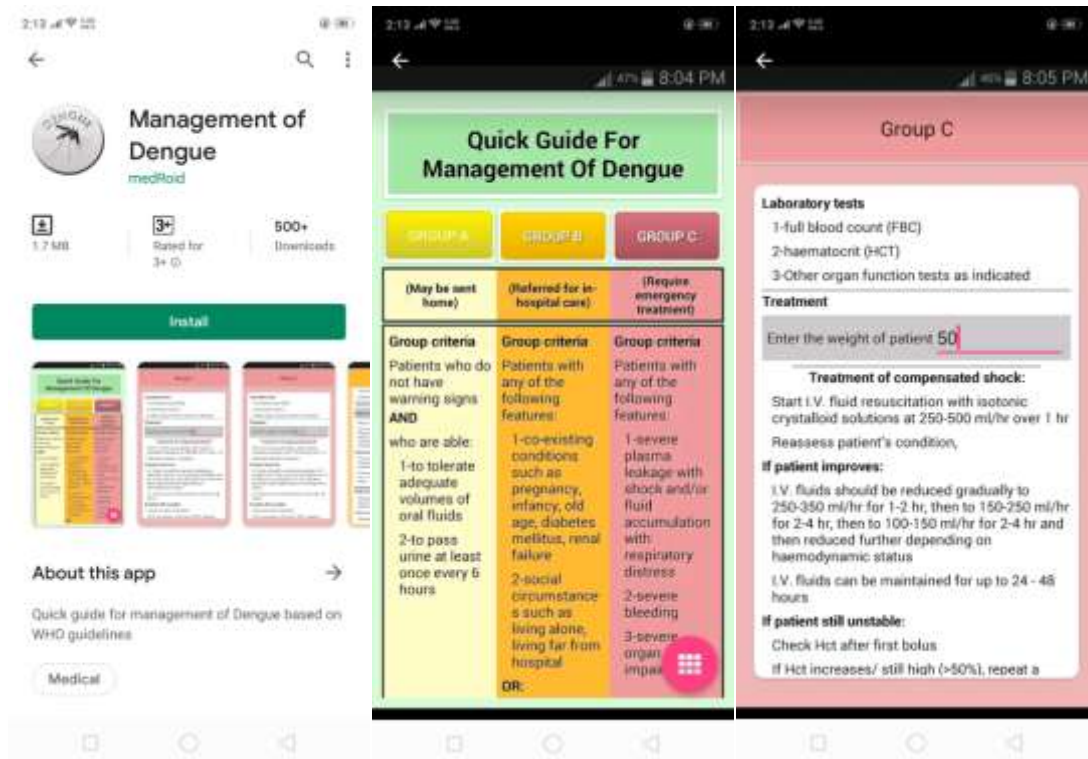 2:13
Management of
Dengue
medRoid
1.7 MB
3+
Rated for
3+
500+
Downloads
Install
About this app
Quick guide for management of Dengue based on
WHO guidelines
Medical
2:13
8:04 PM
Quick Guide For
Management Of Dengue
GROUP A
GROUP B
GROUP C
(May be sent
home)
(Referred for in-
hospital care)
(Require
emergency
treatment)
Group criteria
Patients who do
not have
warning signs
AND
who are able:
1-to tolerate
adequate
volumes of
oral fluids
2-to pass
urine at least
once every 6
hours
Group criteria
Patients with
any of the
following
features:
1-co-existing
conditions
such as
pregnancy,
infancy, old
age, diabetes
mellitus, renal
failure
2-social
circumstance
s such as
living alone,
living far from
hospital
OR:
Group criteria
Patients with
any of the
following
features:
1-severe
plasma
leakage with
shock and/or
fluid
accumulation
with
respiratory
distress
2-severe
bleeding
3-severe
organ
2:13
8:05 PM
Group C
Laboratory tests
1-full blood count (FBC)
2-haematocrit (HCT)
3-Other organ function tests as indicated
Treatment
Enter the weight of patient 50
Treatment of compensated shock:
Start I.V. fluid resuscitation with isotonic
crystalloid solutions at 250-500 ml/hr over 1 hr
Reassess patient's condition,
If patient improves:
I.V. fluids should be reduced gradually to
250-350 ml/hr for 1-2 hr, then to 150-250 ml/hr
for 2-4 hr, then to 100-150 ml/hr for 2-4 hr and
then reduced further depending on
haemodynamic status
I.V. fluids can be maintained for up to 24 - 48
hours
If patient still unstable:
Check Hct after first bolus
If Hct increases/ still high (>50%), repeat a